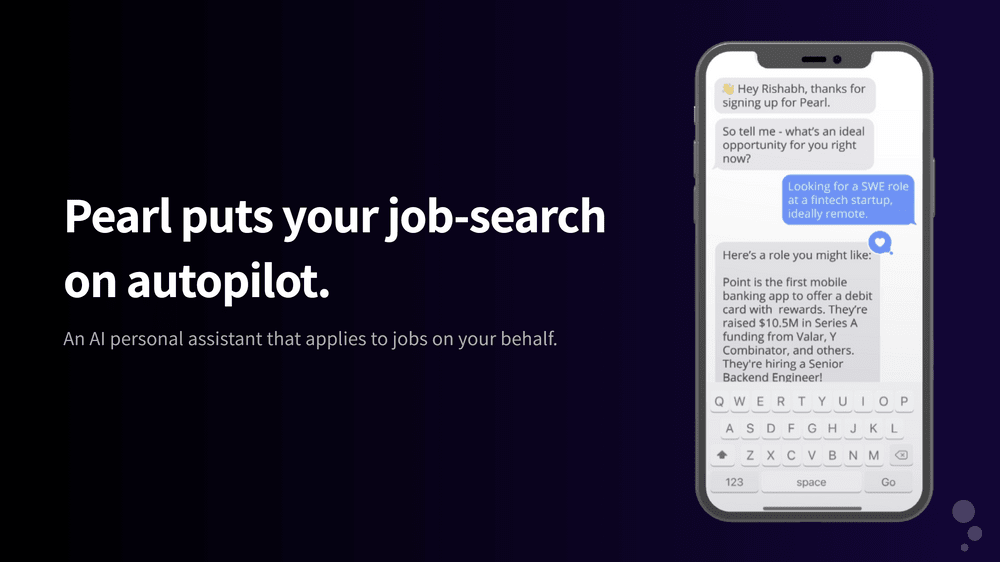 Pearl puts your job-search
on autopilot.
An AI personal assistant that applies to jobs on your behalf.
👋 Hey Rishabh, thanks for
signing up for Pearl.
So tell me - what's an ideal
opportunity for you right
now?
Looking for a SWE role
at a fintech startup,
ideally remote.
Here's a role you might like:
Point is the first mobile
banking app to offer a debit
card with rewards. They're
raised $10.5M in Series A
funding from Valar, Y
Combinator, and others.
They're hiring a Senior
Backend Engineer!
Q W E R T Y U I O P
A S D F G H J K L
Z X C V B N M
123 space Go